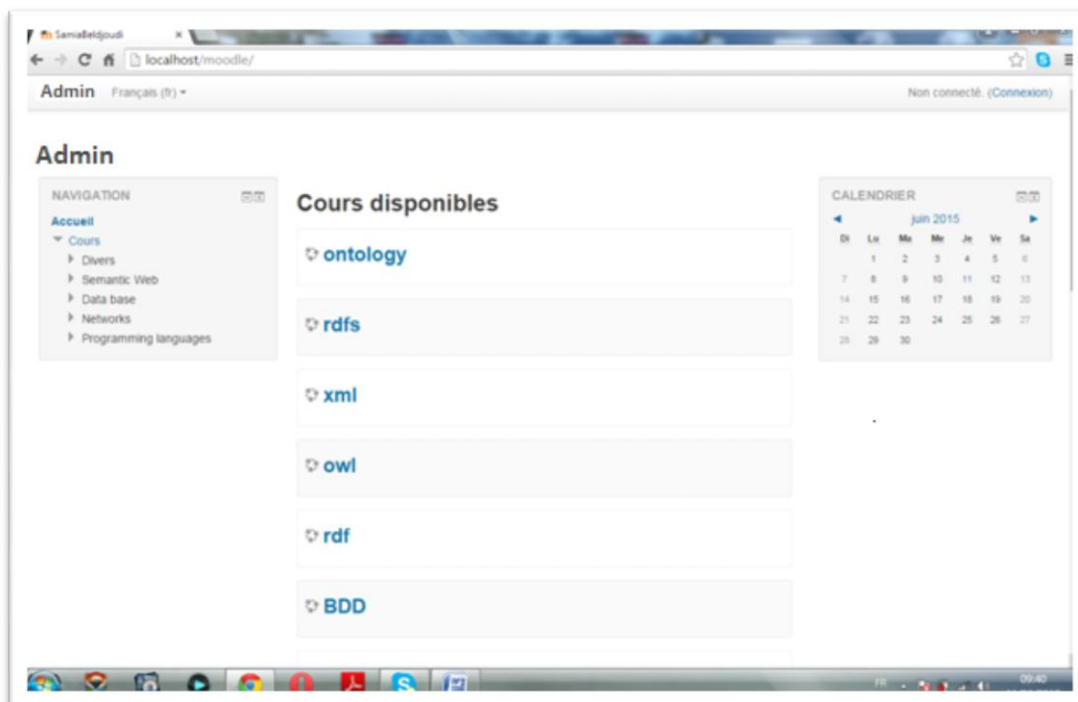 SamiaBeldjoudi
localhost/moodle/
Admin Français (fr)
Non connecté. (Connexion)
Admin
NAVIGATION
Accueil
Cours
Divers
Semantic Web
Data base
Networks
Programming languages
Cours disponibles
ontology
rdfs
xml
owl
rdf
BDD
CALENDRIER
juin 2015
Di Lu Ma Me Je Ve Sa
1 2 3 4 5 6
7 8 9 10 11 12 13
14 15 16 17 18 19 20
21 22 23 24 25 26 27
28 29 30
FR
09:40